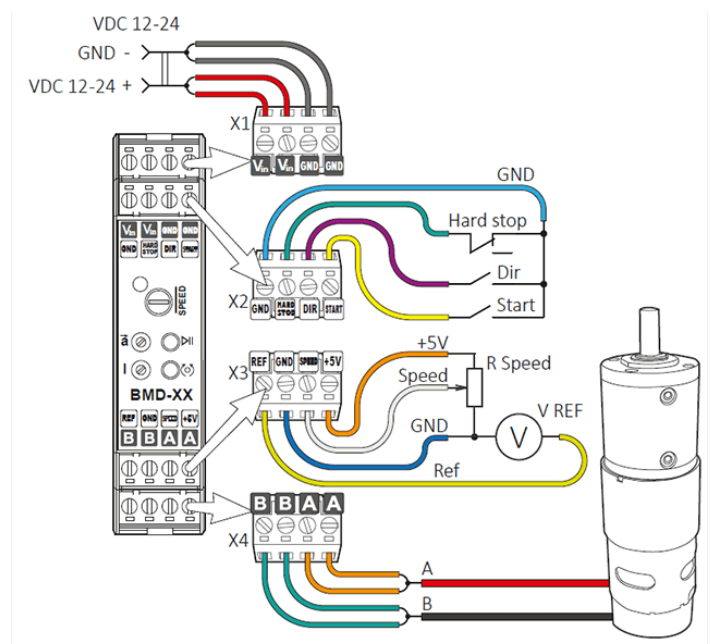 VDC 12-24
GND -
VDC 12-24 +
X1
Vin Vin GND GND
GND
Hard stop
Dir
Start
X2
GND HARD STOP DIR START
Vin Vin GND GND
GND HARD STOP DIR START
SPEED
a
I
BMD-XX
REF GND SPEED +5V
B B A A
X3
REF GND SPEED +5V
+5V
R Speed
Speed
GND
V REF
V
Ref
B B A A
X4
A
B